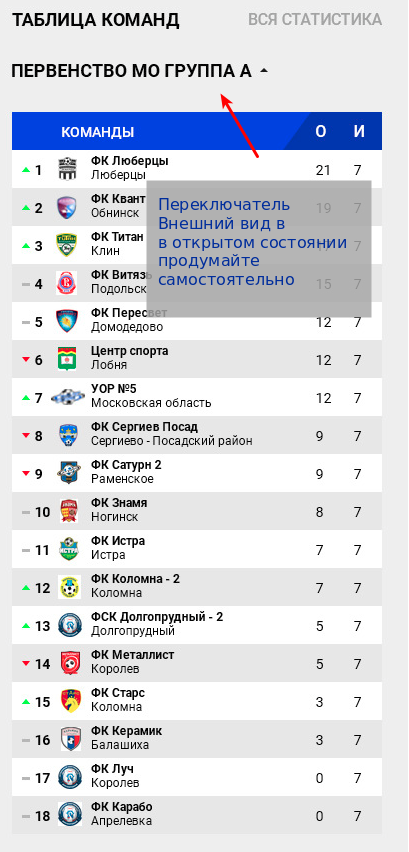 ТАБЛИЦА КОМАНД ВСЯ СТАТИСТИКА
ПЕРВЕНСТВО МО ГРУППА А
КОМАНДЫ О И
1 ФК Люберцы 21 7
Люберцы
2 ФК Квант 19 7
Обнинск
3 ФК Титан 7
Клин
4 ФК Витязь 15 7
Подольск
5 ФК Пересвет 12 7
Домодедово
6 Центр спорта 12 7
Лобня
7 УОР №5 12 7
Московская область
8 ФК Сергиев Посад 9 7
Сергиево - Посадский район
9 ФК Сатурн 2 9 7
Раменское
10 ФК Знамя 8 7
Ногинск
11 ФК Истра 7 7
Истра
12 ФК Коломна - 2 7 7
Коломна
13 ФСК Долгопрудный - 2 5 7
Долгопрудный
14 ФК Металлист 5 7
Королев
15 ФК Старс 3 7
Коломна
16 ФК Керамик 3 7
Балашиха
17 ФК Луч 0 7
Королев
18 ФК Карабо 0 7
Апрелевка
Переключатель
Внешний вид в
в открытом состоянии
продумайте
самостоятельно